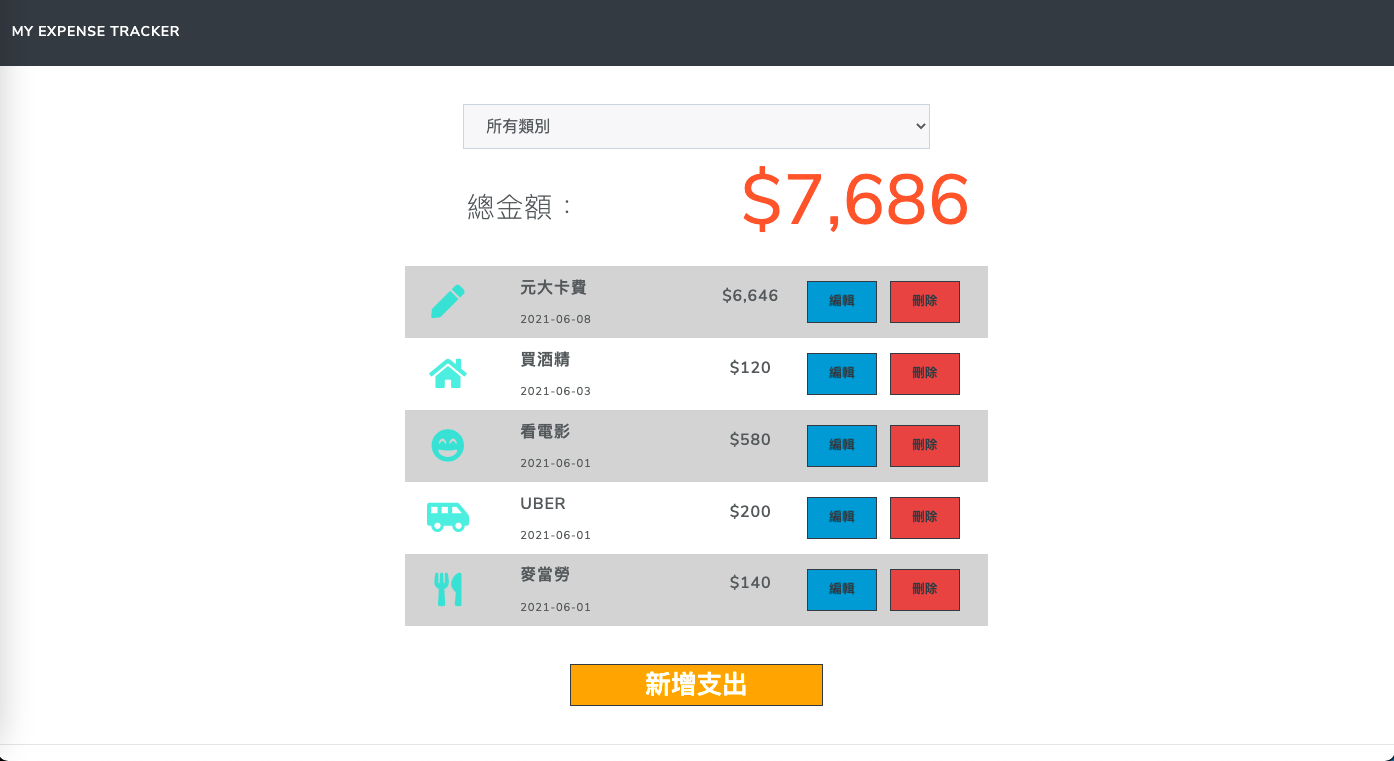 MY EXPENSE TRACKER
所有類別
總金額： $7,686
元大卡費 $6,646 編輯 刪除
2021-06-08
買酒精 $120 編輯 刪除
2021-06-03
看電影 $580 編輯 刪除
2021-06-01
UBER $200 編輯 刪除
2021-06-01
麥當勞 $140 編輯 刪除
2021-06-01
新增支出